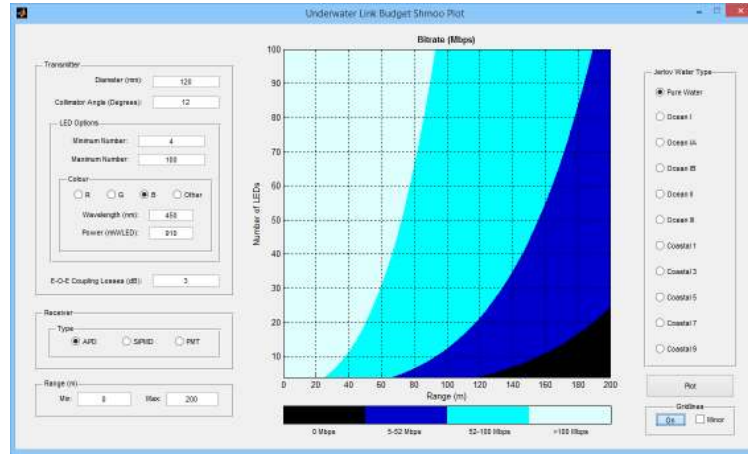 Underwater Link Budget Shmoo Plot
Transmitter
Diameter (mm): 120
Collimator Angle (Degrees): 12
LED Options
Minimum Number: 4
Maximum Number: 100
Colour
R G B Other
Wavelength (nm): 450
Power (mW/LED): 910
E-O-E Coupling Losses (dB): 3
Receiver
Type
APD SiPMD PMT
Range (m)
Min: 0 Max: 200
Bitrate (Mbps)
Number of LEDs
100
90
80
70
60
50
40
30
20
10
0 20 40 60 80 100 120 140 160 180 200
Range (m)
0 Mbps 5-52 Mbps 52-100 Mbps >100 Mbps
Jerlov Water Type
Pure Water
Ocean I
Ocean IA
Ocean IB
Ocean II
Ocean III
Coastal 1
Coastal 3
Coastal 5
Coastal 7
Coastal 9
Plot
Gridlines
On Minor